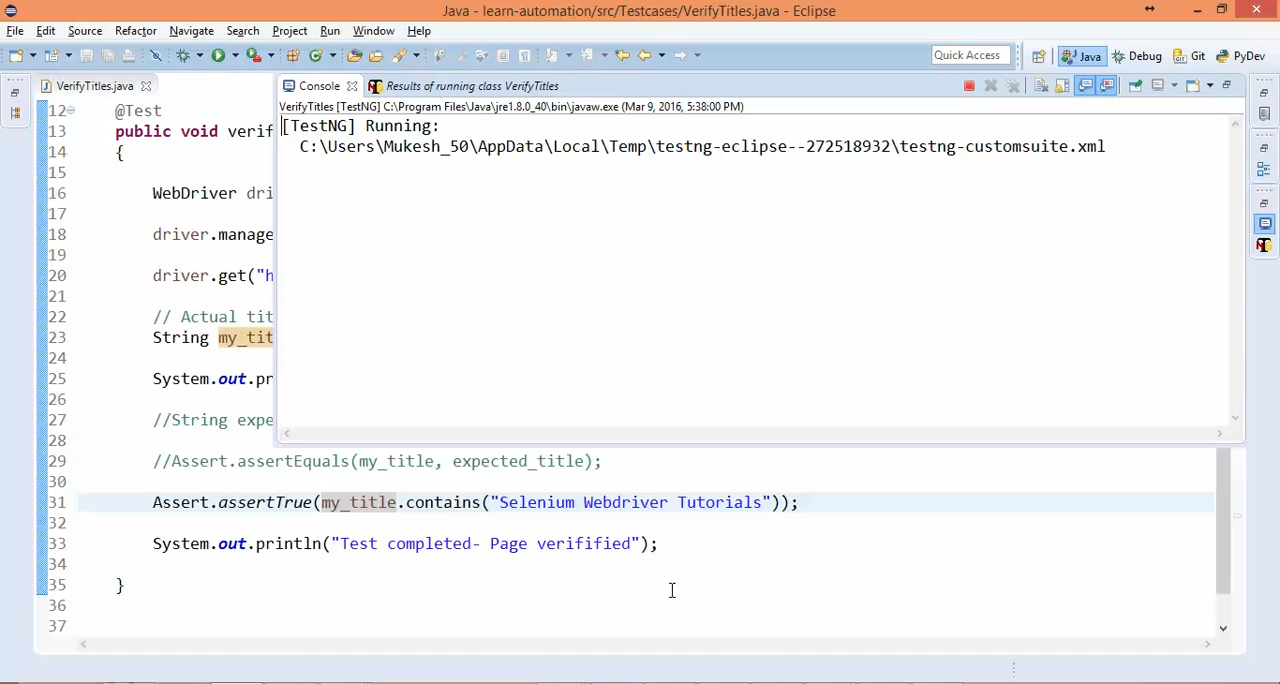 Java - learn-automation/src/Testcases/VerifyTitles.java - Eclipse
File Edit Source Refactor Navigate Search Project Run Window Help
Quick Access Java Debug Git PyDev
VerifyTitles.java Console Results of running class VerifyTitles
VerifyTitles [TestNG] C:\Program Files\Java\jre1.8.0_40\bin\javaw.exe (Mar 9, 2016, 5:38:00 PM)
[TestNG] Running:
C:\Users\Mukesh_50\AppData\Local\Temp\testng-eclipse--272518932\testng-customsuite.xml
12 @Test
13 public void verif
14 {
15
16 WebDriver dri
17
18 driver.manage
19
20 driver.get("h
21
22 // Actual tit
23 String my_tit
24
25 System.out.pr
26
27 //String expe
28
29 //Assert.assertEquals(my_title, expected_title);
30
31 Assert.assertTrue(my_title.contains("Selenium Webdriver Tutorials"));
32
33 System.out.println("Test completed- Page verifified");
34
35 }
36
37